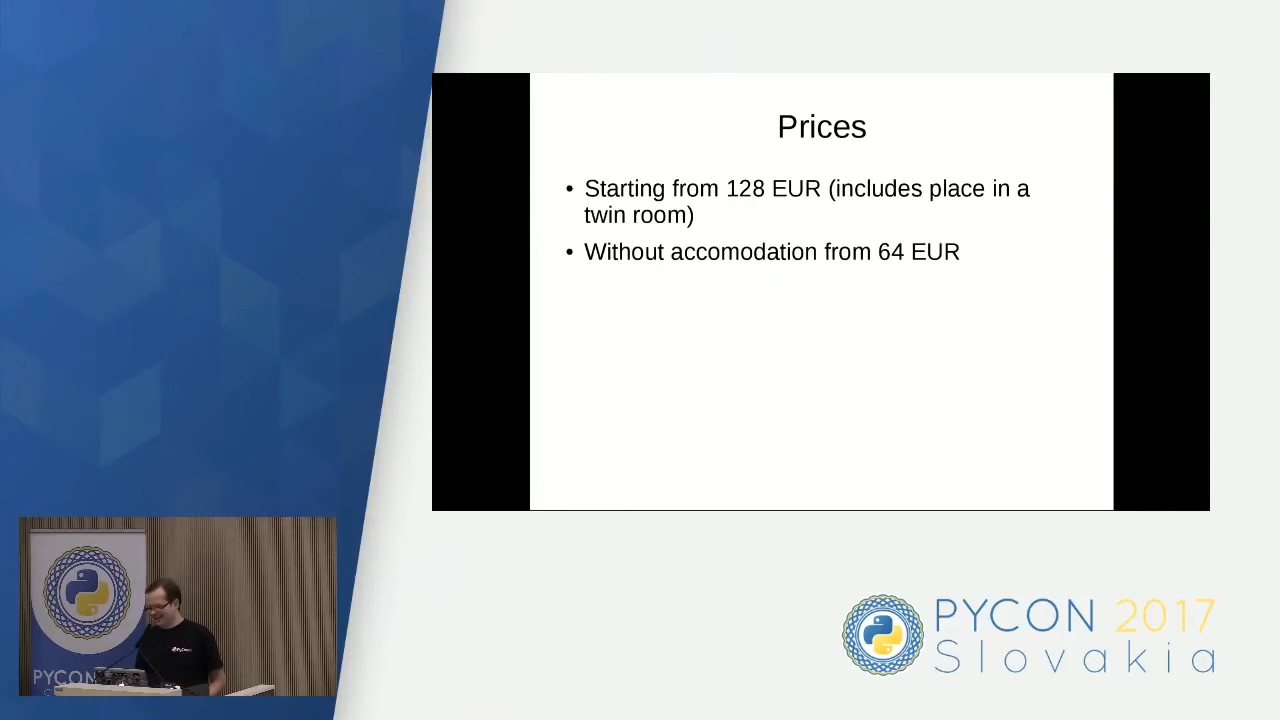 Prices
• Starting from 128 EUR (includes place in a
twin room)
• Without accomodation from 64 EUR
PYCON
PYCON 2017
Slovakia